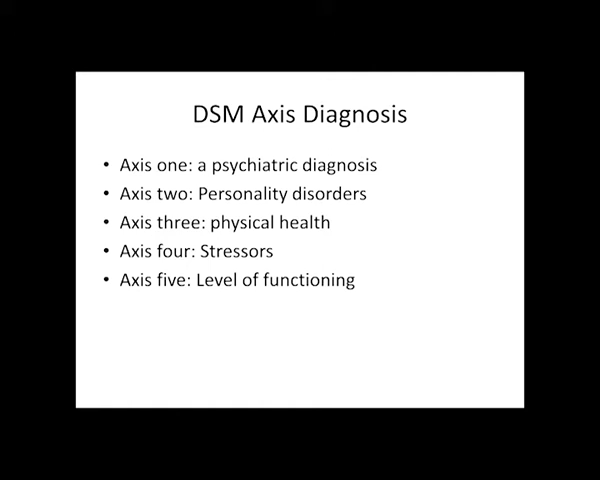 DSM Axis Diagnosis
• Axis one: a psychiatric diagnosis
• Axis two: Personality disorders
• Axis three: physical health
• Axis four: Stressors
• Axis five: Level of functioning